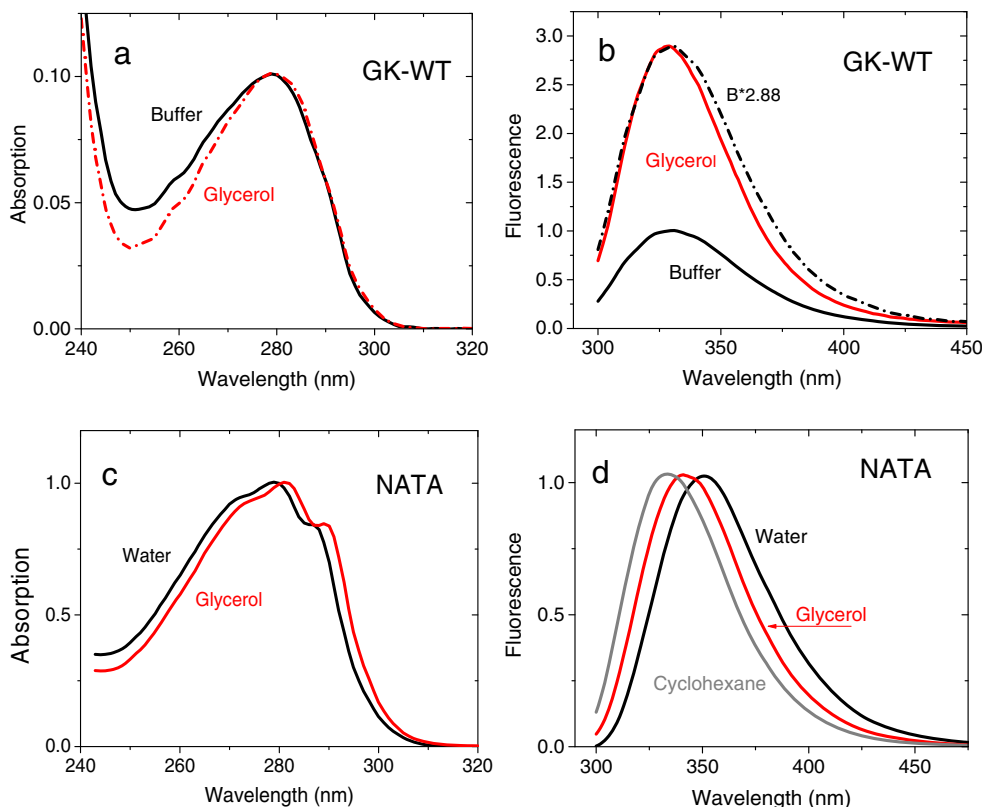 a
GK-WT
Buffer
Glycerol
Absorption
0.10
0.05
0.00
240 260 280 300 320
Wavelength (nm)
b
GK-WT
B*2.88
Glycerol
Buffer
Fluorescence
3.0
2.5
2.0
1.5
1.0
0.5
0.0
300 350 400 450
Wavelength (nm)
c
NATA
Water
Glycerol
Absorption
1.0
0.5
0.0
240 260 280 300 320
Wavelength (nm)
d
NATA
Water
Glycerol
Cyclohexane
Fluorescence
1.0
0.5
0.0
300 325 350 375 400 425 450
Wavelength (nm)